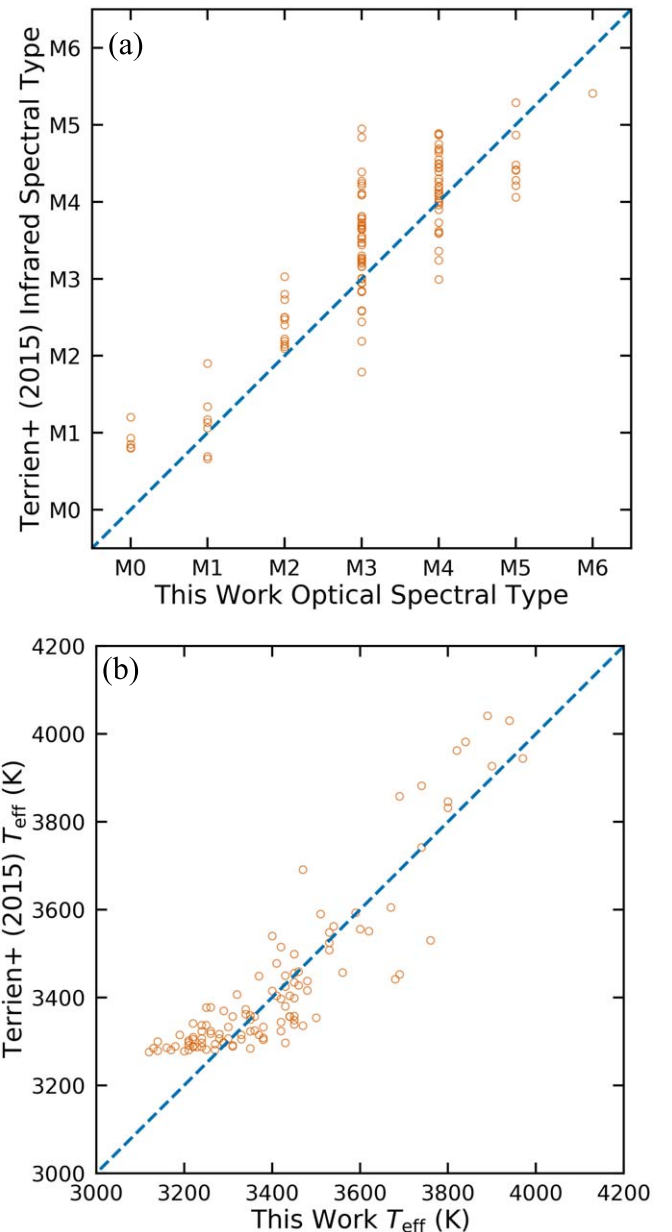 (a)
Terrien+ (2015) Infrared Spectral Type
M6
M5
M4
M3
M2
M1
M0
M0 M1 M2 M3 M4 M5 M6
This Work Optical Spectral Type
(b)
Terrien+ (2015) Teff (K)
4200
4000
3800
3600
3400
3200
3000
3000 3200 3400 3600 3800 4000 4200
This Work Teff (K)